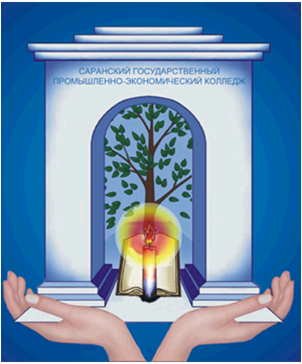 САРАНСКИЙ ГОСУДАРСТВЕННЫЙ
ПРОМЫШЛЕННО-ЭКОНОМИЧЕСКИЙ КОЛЛЕДЖ